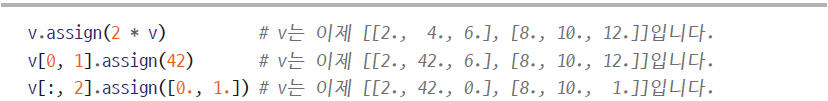 v.assign(2 * v)         # v는 이제 [[2.,  4., 6.], [8., 10., 12.]]입니다.
v[0, 1].assign(42)      # v는 이제 [[2., 42., 6.], [8., 10., 12.]]입니다.
v[:, 2].assign([0., 1.]) # v는 이제 [[2., 42., 0.], [8., 10.,  1.]]입니다.